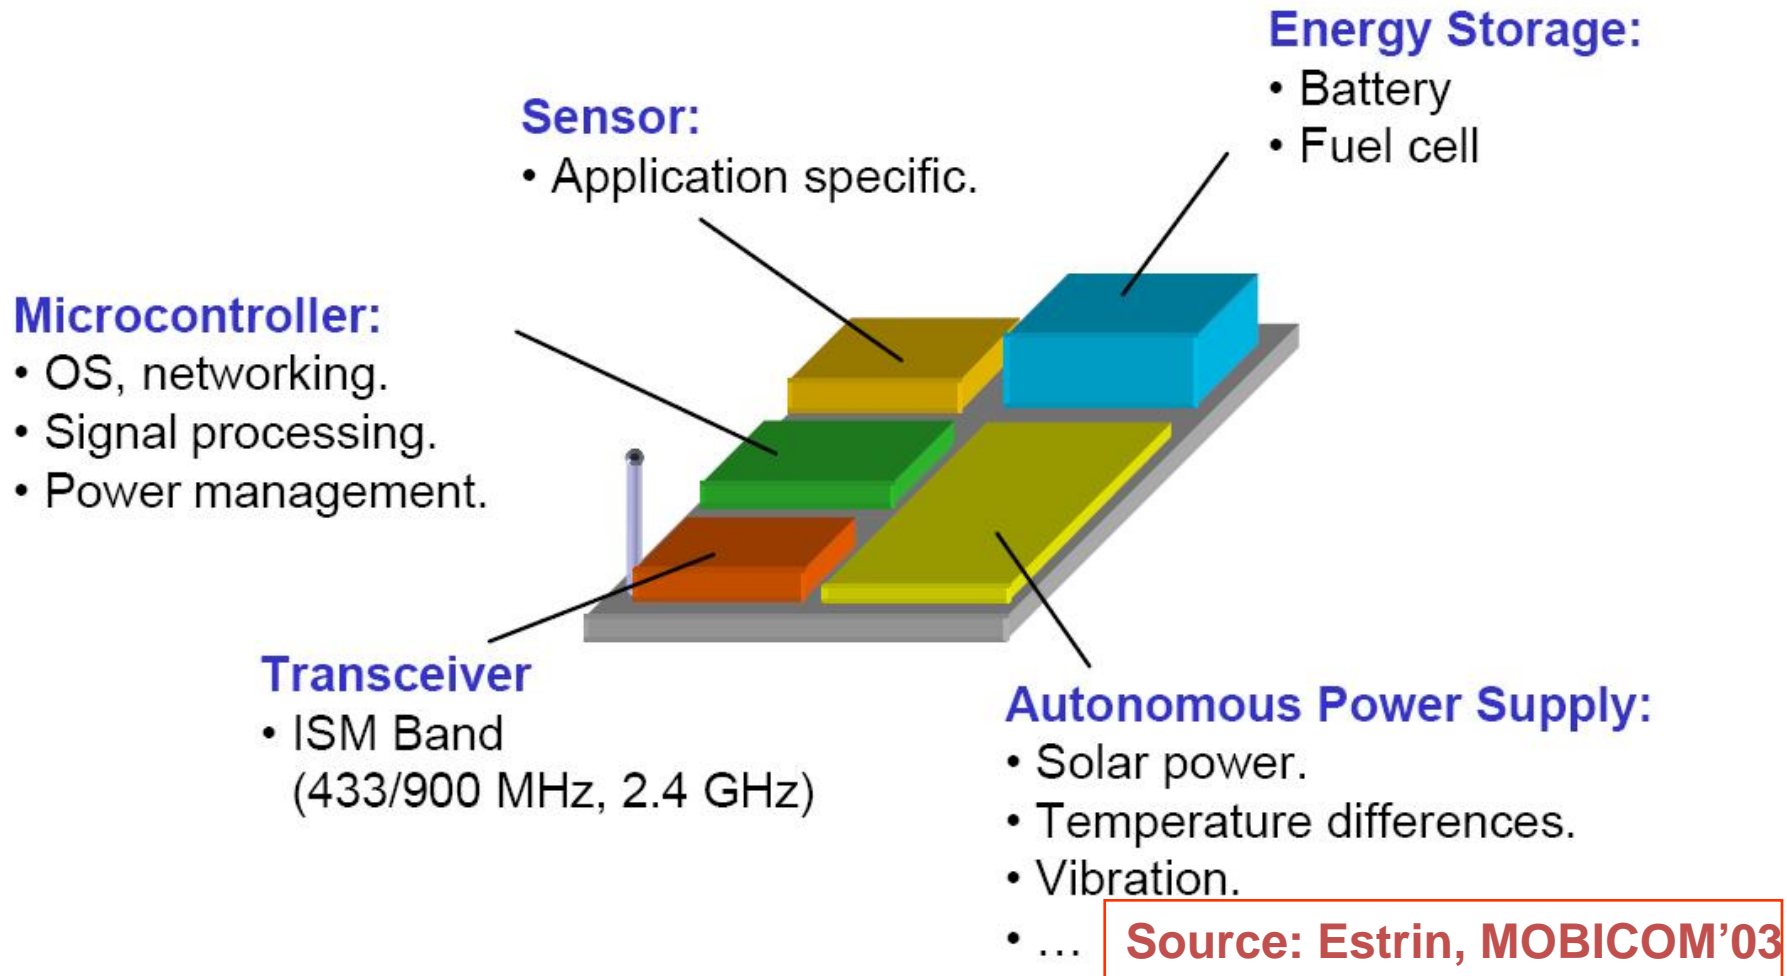 Energy Storage:
• Battery
• Fuel cell
Sensor:
• Application specific.
Microcontroller:
• OS, networking.
• Signal processing.
• Power management.
Transceiver
• ISM Band
(433/900 MHz, 2.4 GHz)
Autonomous Power Supply:
• Solar power.
• Temperature differences.
• Vibration.
• ...
Source: Estrin, MOBICOM’03